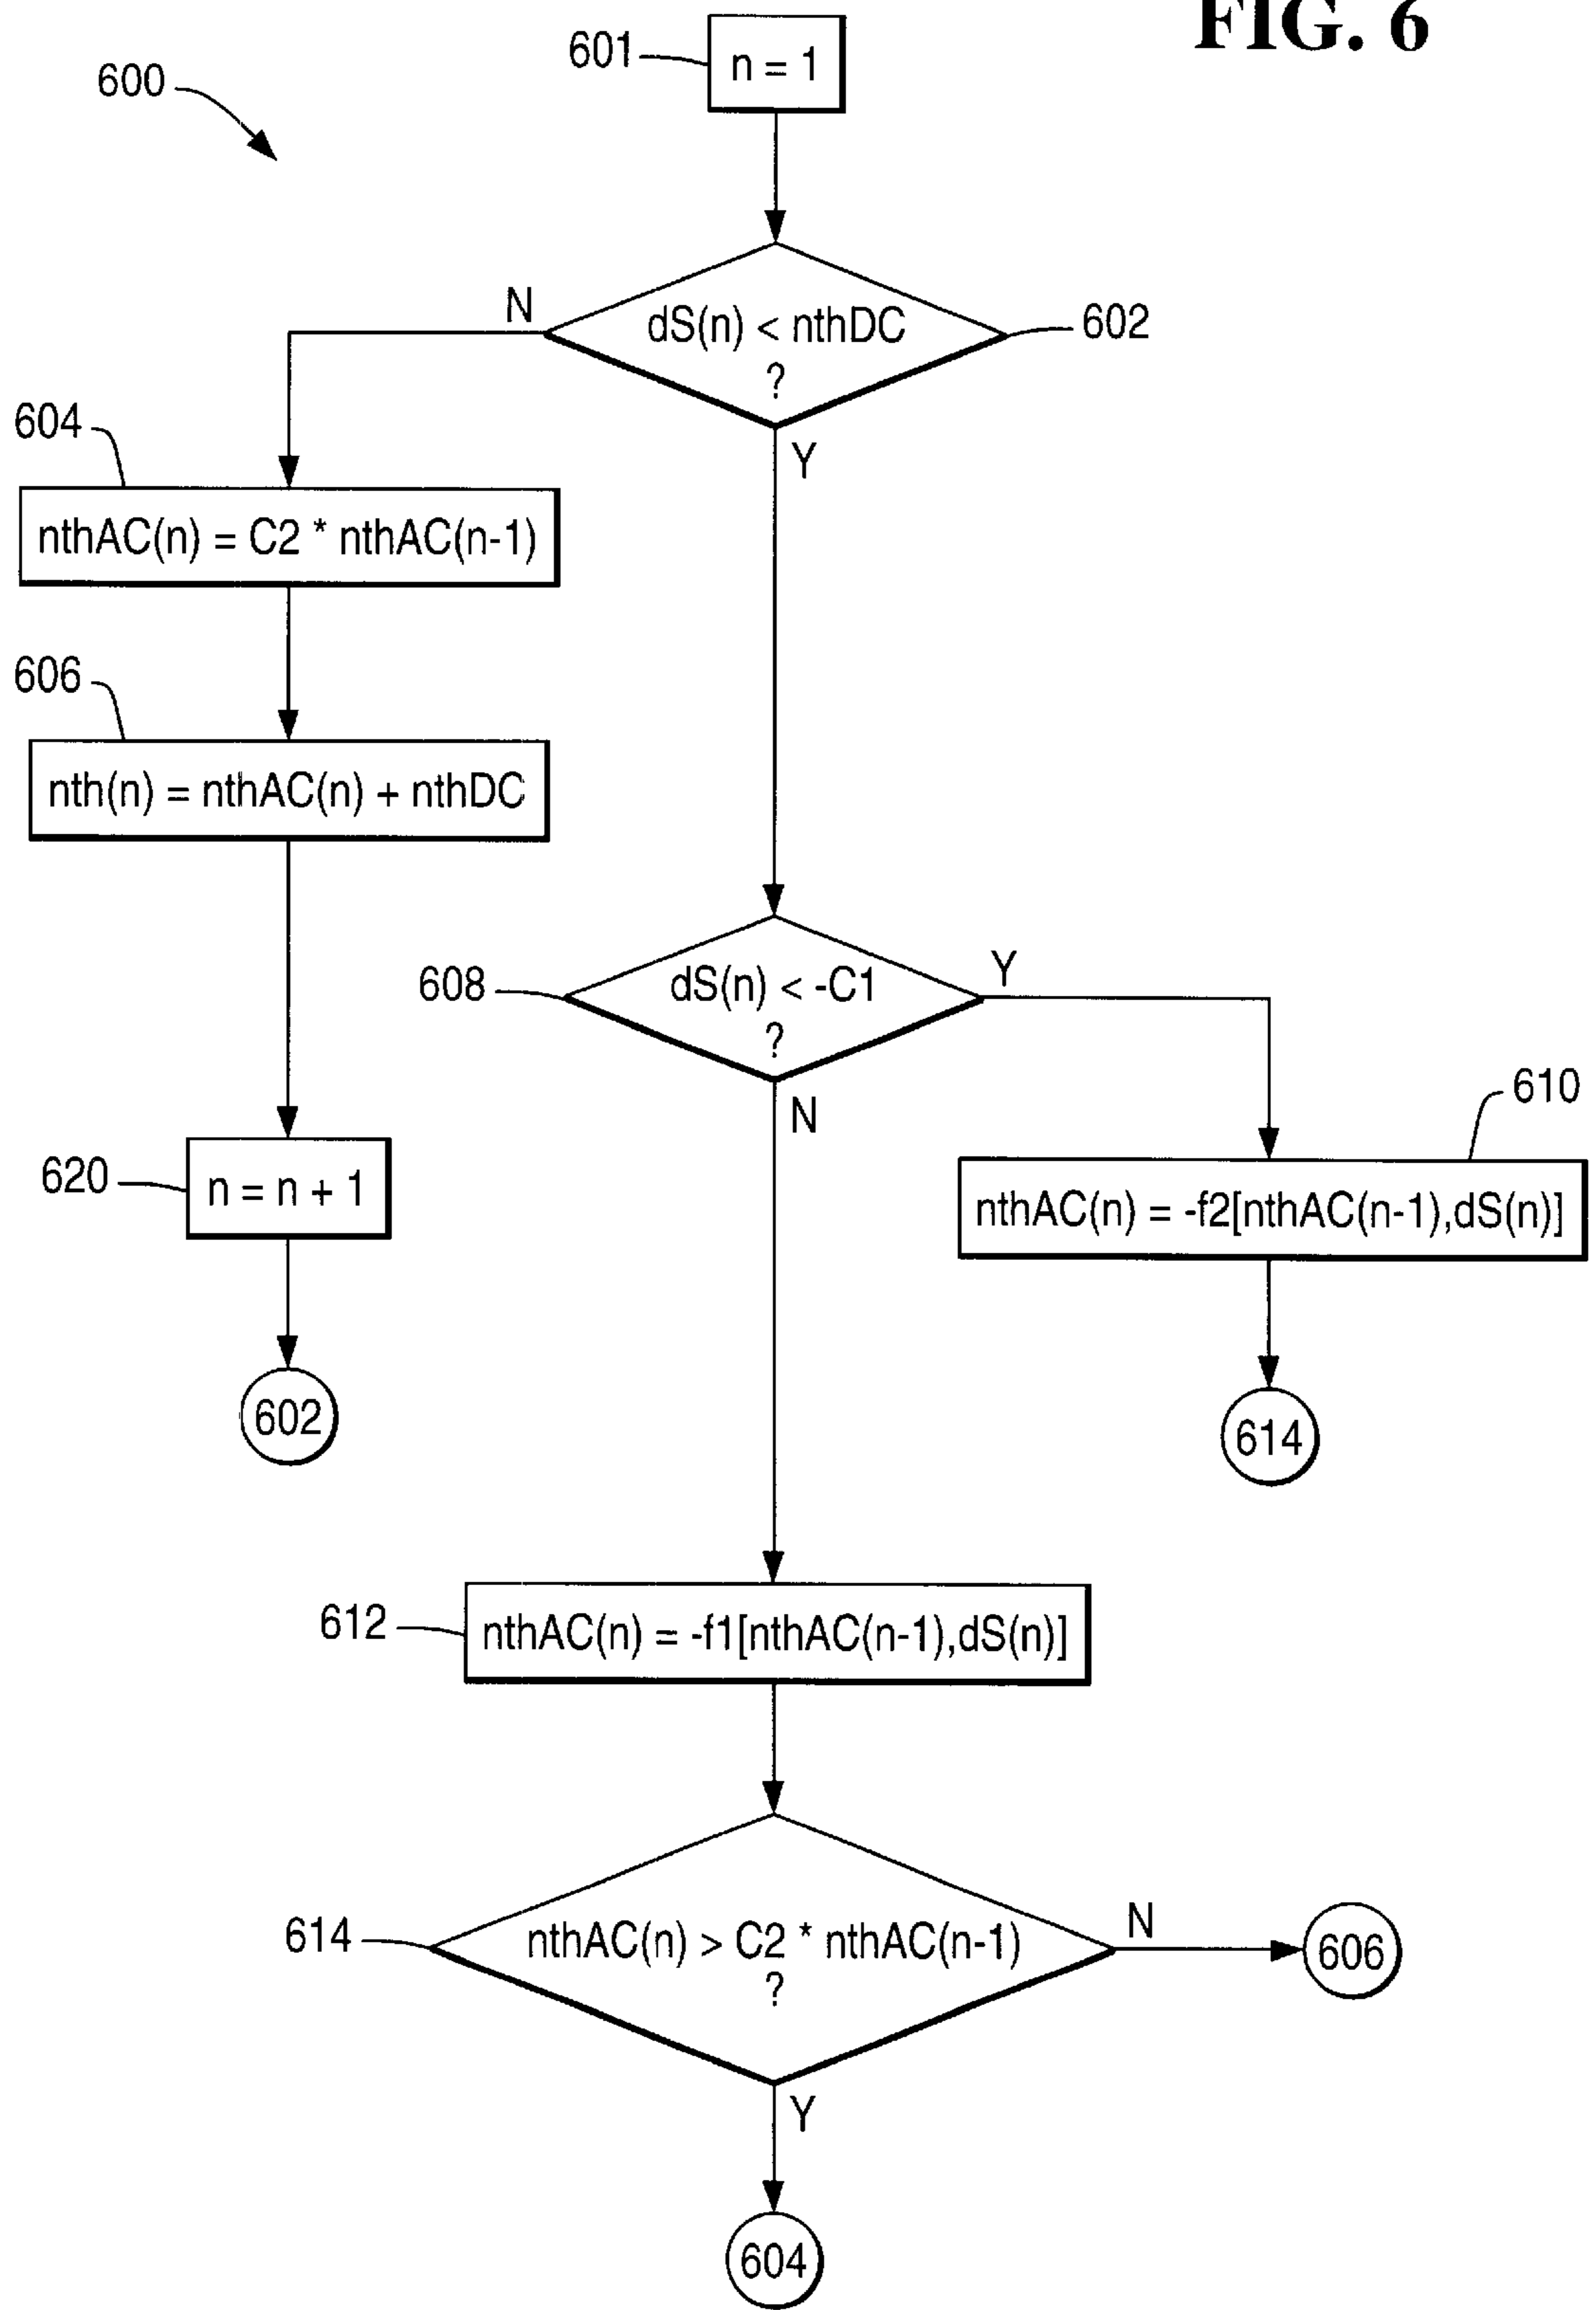 FIG. 6
601
n = 1
600
N
dS(n) < nthDC
?
602
Y
604
nthAC(n) = C2 * nthAC(n-1)
606
nth(n) = nthAC(n) + nthDC
608
dS(n) < -C1
?
Y
N
610
620
n = n + 1
nthAC(n) = -f2[nthAC(n-1),dS(n)]
602
614
612
nthAC(n) = -f1[nthAC(n-1),dS(n)]
614
nthAC(n) > C2 * nthAC(n-1)
?
N
606
Y
604